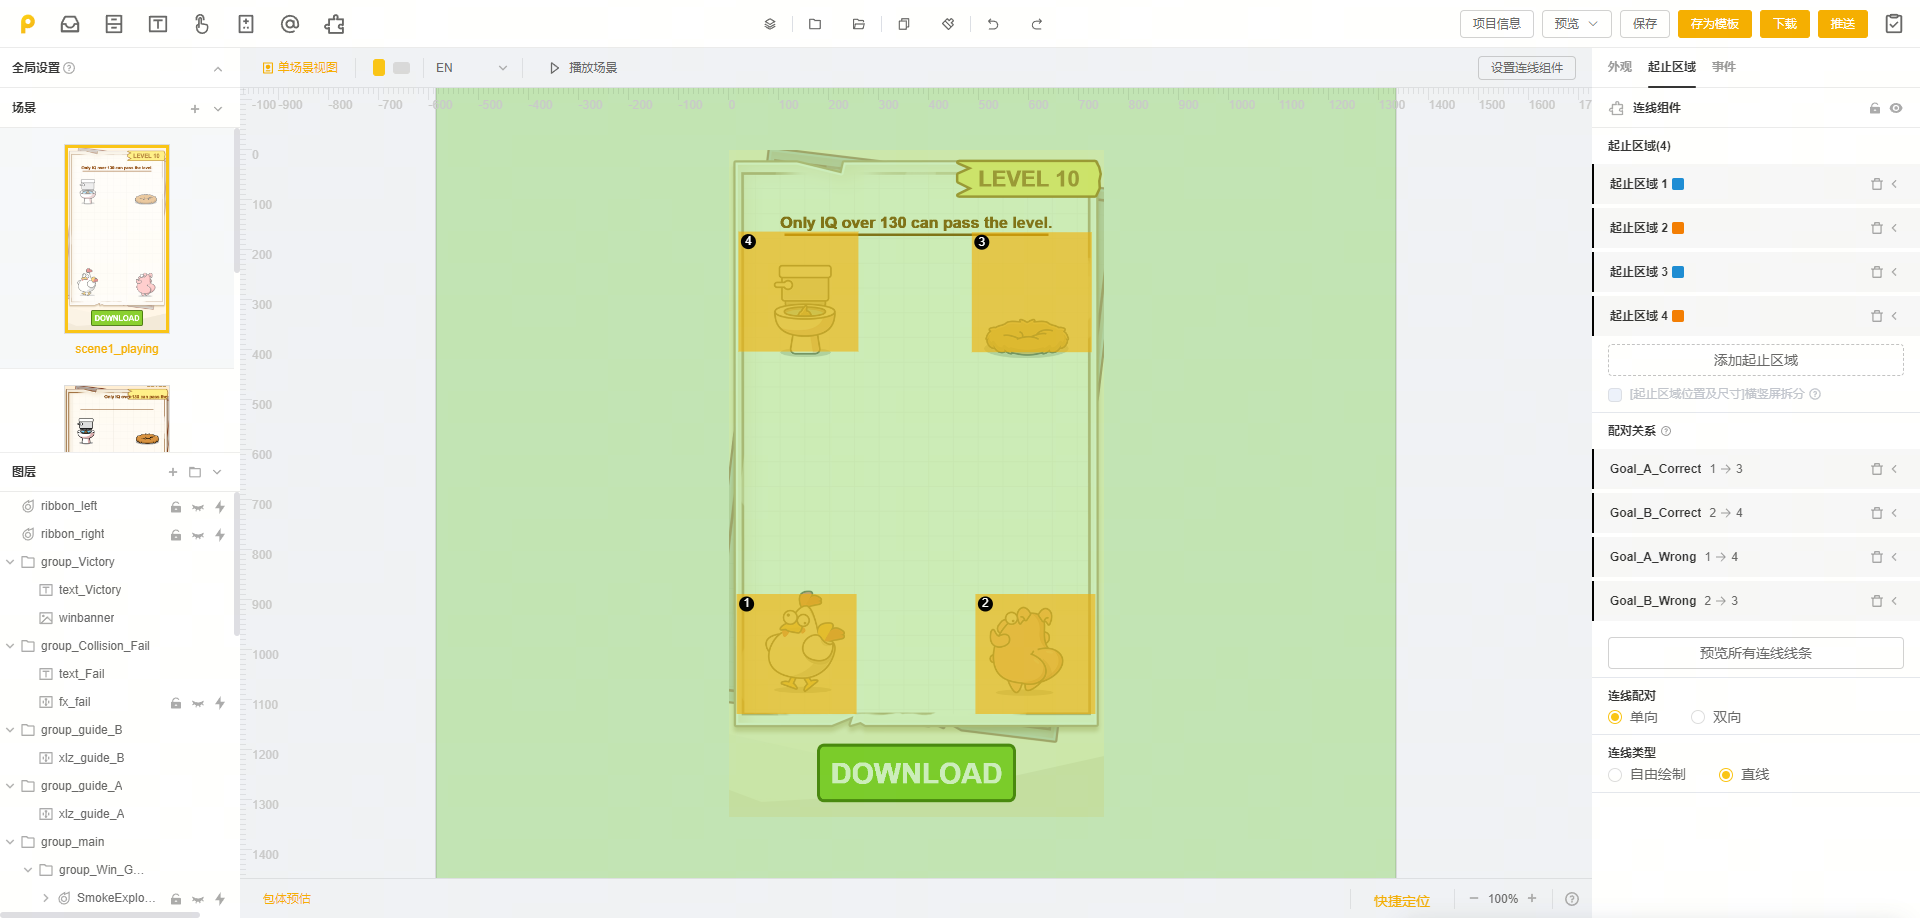 项目信息
预览
保存
存为模板
下载
推送
全局设置
单场景视图
EN
播放场景
设置连线组件
外观
起止区域
事件
场景
-100
-900
-800
-700
-600
-500
-400
-300
-200
-100
0
100
200
300
400
500
600
700
800
900
1000
1100
1200
1300
1400
1500
1600
17
连线组件
起止区域(4)
起止区域 1
起止区域 2
起止区域 3
起止区域 4
添加起止区域
[起止区域位置及尺寸]横竖屏拆分
配对关系
Goal_A_Correct 1 → 3
Goal_B_Correct 2 → 4
Goal_A_Wrong 1 → 4
Goal_B_Wrong 2 → 3
预览所有连线线条
连线配对
单向
双向
连线类型
自由绘制
直线
LEVEL 10
Only IQ over 130 can pass the level.
DOWNLOAD
scene1_playing
Only IQ over 130 can pass the
图层
ribbon_left
ribbon_right
group_Victory
text_Victory
winbanner
group_Collision_Fail
text_Fail
fx_fail
group_guide_B
xlz_guide_B
group_guide_A
xlz_guide_A
group_main
group_Win_G...
SmokeExplo...
0
100
200
300
400
500
600
700
800
900
1000
1100
1200
1300
1400
LEVEL 10
Only IQ over 130 can pass the level.
4
3
1
2
DOWNLOAD
包体预估
快捷定位
100%